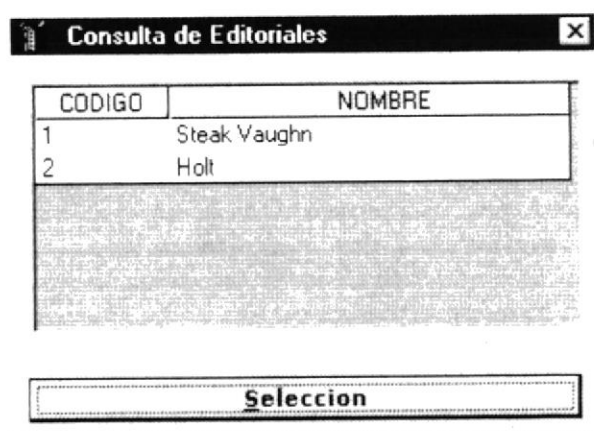 Consulta de Editoriales
CODIGO NOMBRE
1 Steak Vaughn
2 Holt
Seleccion